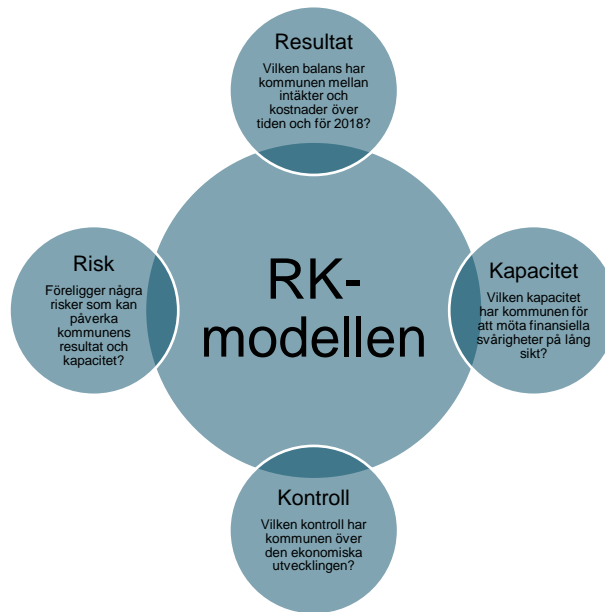 Resultat
Vilken balans har
kommunen mellan
intäkter och
kostnader över
tiden och för 2018?
Risk
Föreligger några
risker som kan
påverka
kommunens
resultat och
kapacitet?
RK-
modellen
Kapacitet
Vilken kapacitet
har kommunen för
att möta finansiella
svårigheter på lång
sikt?
Kontroll
Vilken kontroll har
kommunen över
den ekonomiska
utvecklingen?